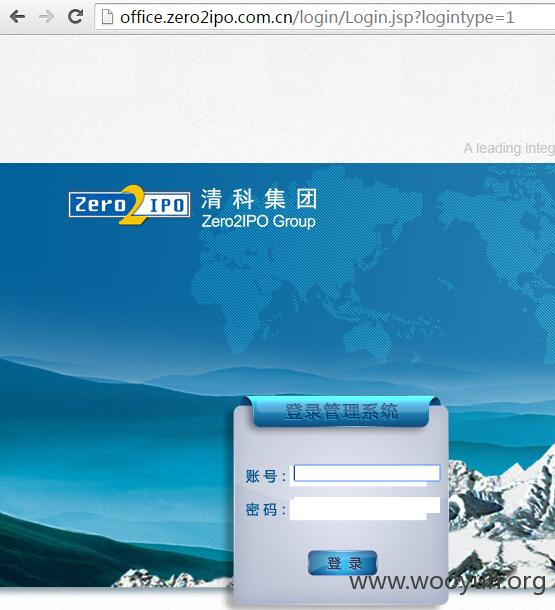 office.zero2ipo.com.cn/login/Login.jsp?logintype=1
A leading integ
Zero2IPO 清科集团
Zero2IPO Group
登录管理系统
账号：
密码：
登录
www.wooyun.org